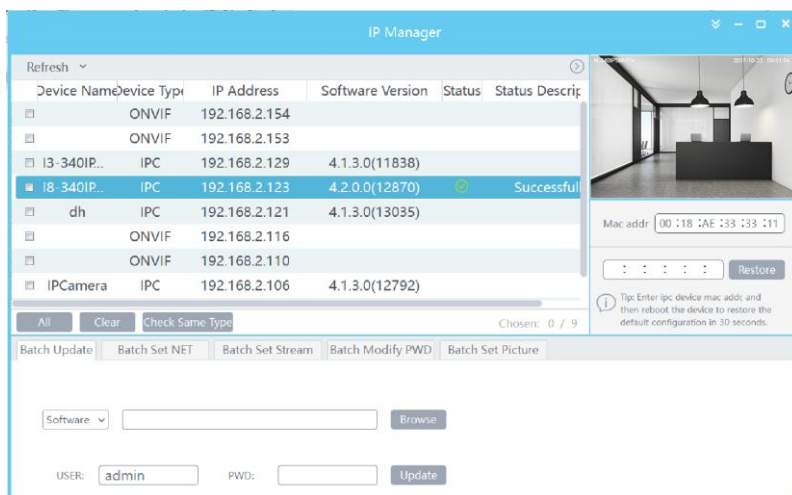 IP Manager
Refresh
Device Name Device Type IP Address Software Version Status Status Descrip
ONVIF 192.168.2.154
ONVIF 192.168.2.153
I3-340IP... IPC 192.168.2.129 4.1.3.0(11838)
I8-340IP... IPC 192.168.2.123 4.2.0.0(12870) Successful
dh IPC 192.168.2.121 4.1.3.0(13035)
ONVIF 192.168.2.116
ONVIF 192.168.2.110
IPCamera IPC 192.168.2.106 4.1.3.0(12792)
All Clear Check Same Type Chosen: 0 / 9
Mac addr 00 :18 :AE :33 :33 :11
: : : : : Restore
Tip: Enter ipc device mac addr, and
then reboot the device to restore the
default configuration in 30 seconds.
Batch Update Batch Set NET Batch Set Stream Batch Modify PWD Batch Set Picture
Software Browse
USER: admin PWD: Update